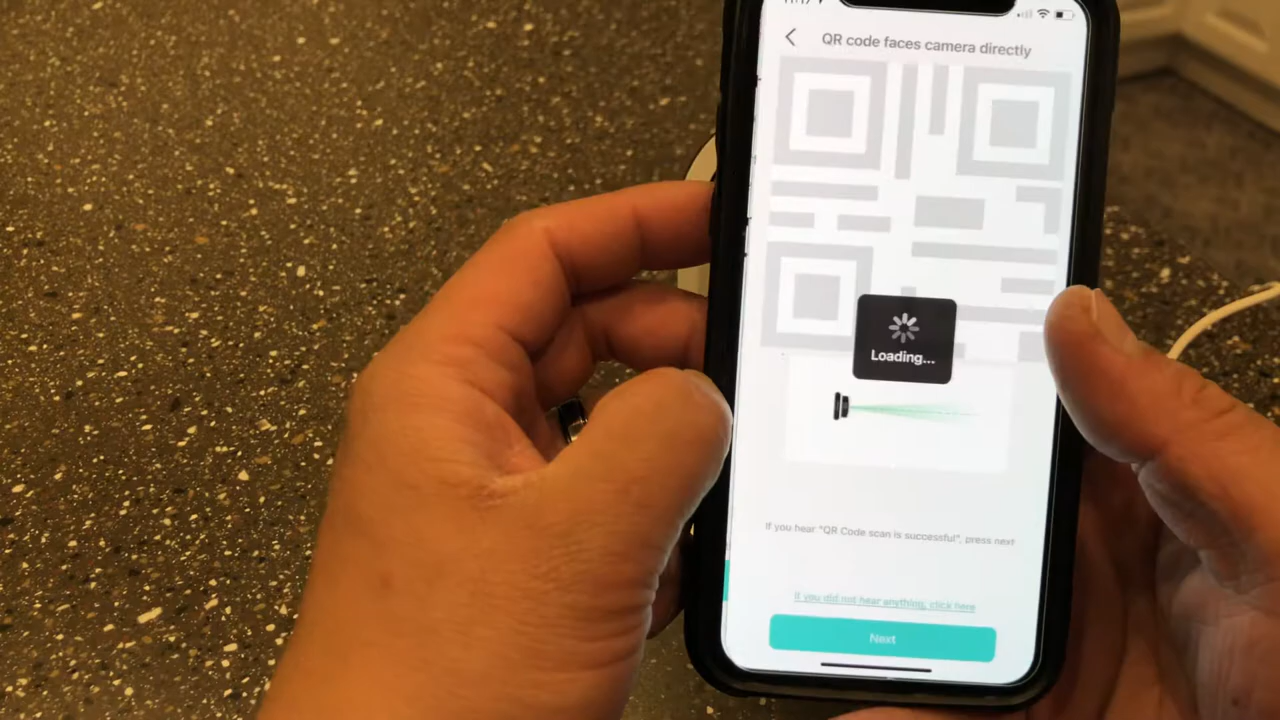 QR code faces camera directly
Loading...
If you hear "QR Code scan is successful", press next
If you did not hear anything, click here
Next